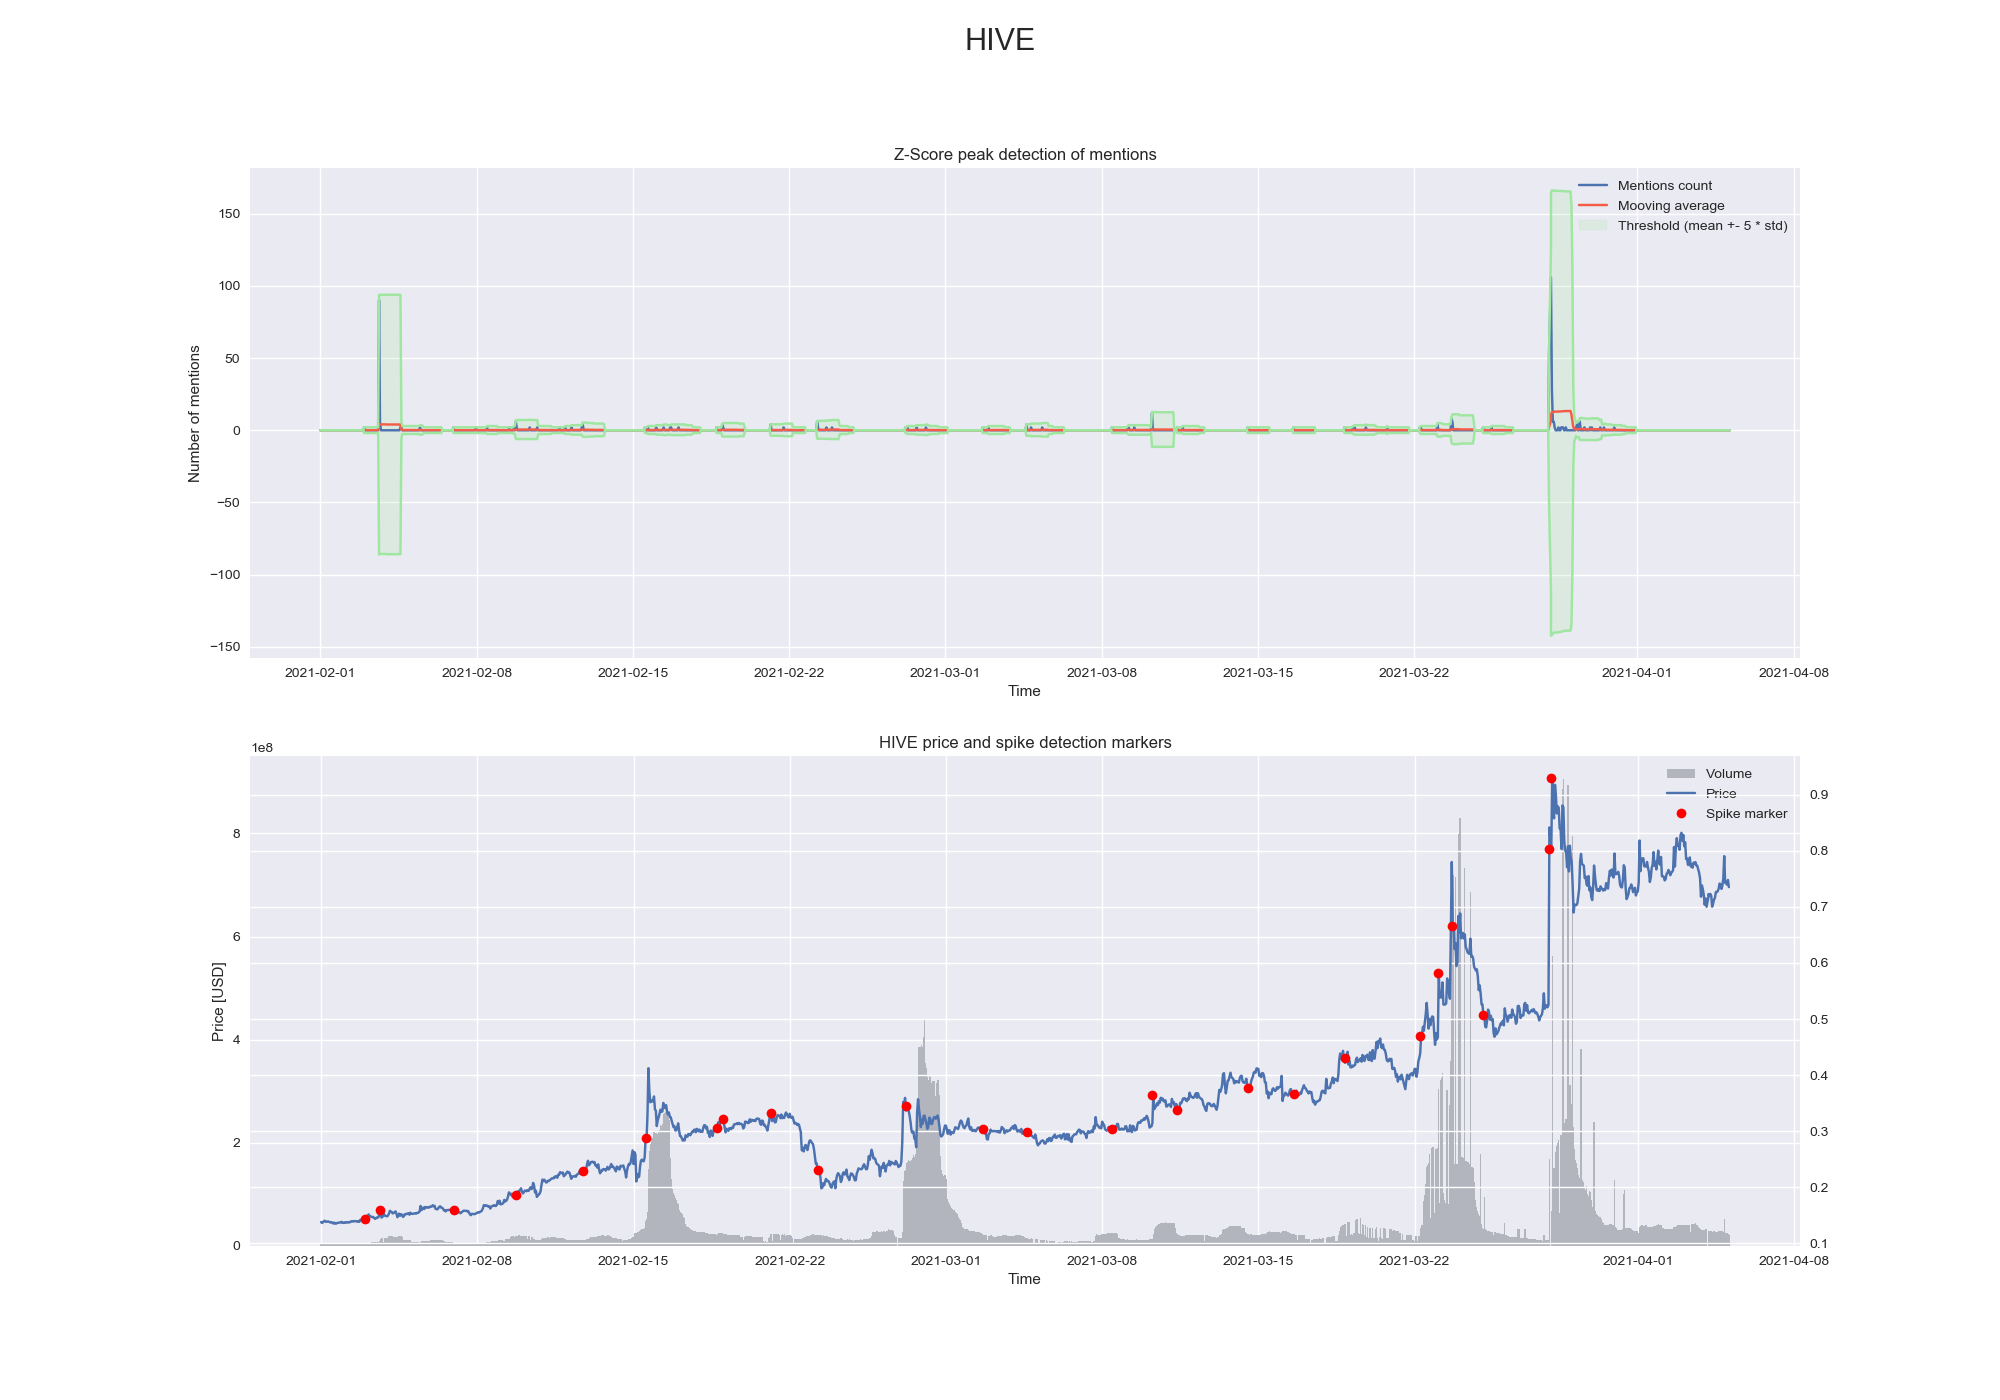 HIVE
Z-Score peak detection of mentions
Mentions count
Mooving average
Threshold (mean +- 5 * std)
Number of mentions
150
100
50
0
−50
−100
−150
2021-02-01 2021-02-08 2021-02-15 2021-02-22 2021-03-01 2021-03-08 2021-03-15 2021-03-22 2021-04-01 2021-04-08
Time
HIVE price and spike detection markers
1e8
Volume
Price
Spike marker
Price [USD]
8
6
4
2
0
0.9
0.8
0.7
0.6
0.5
0.4
0.3
0.2
0.1
2021-02-01 2021-02-08 2021-02-15 2021-02-22 2021-03-01 2021-03-08 2021-03-15 2021-03-22 2021-04-01 2021-04-08
Time